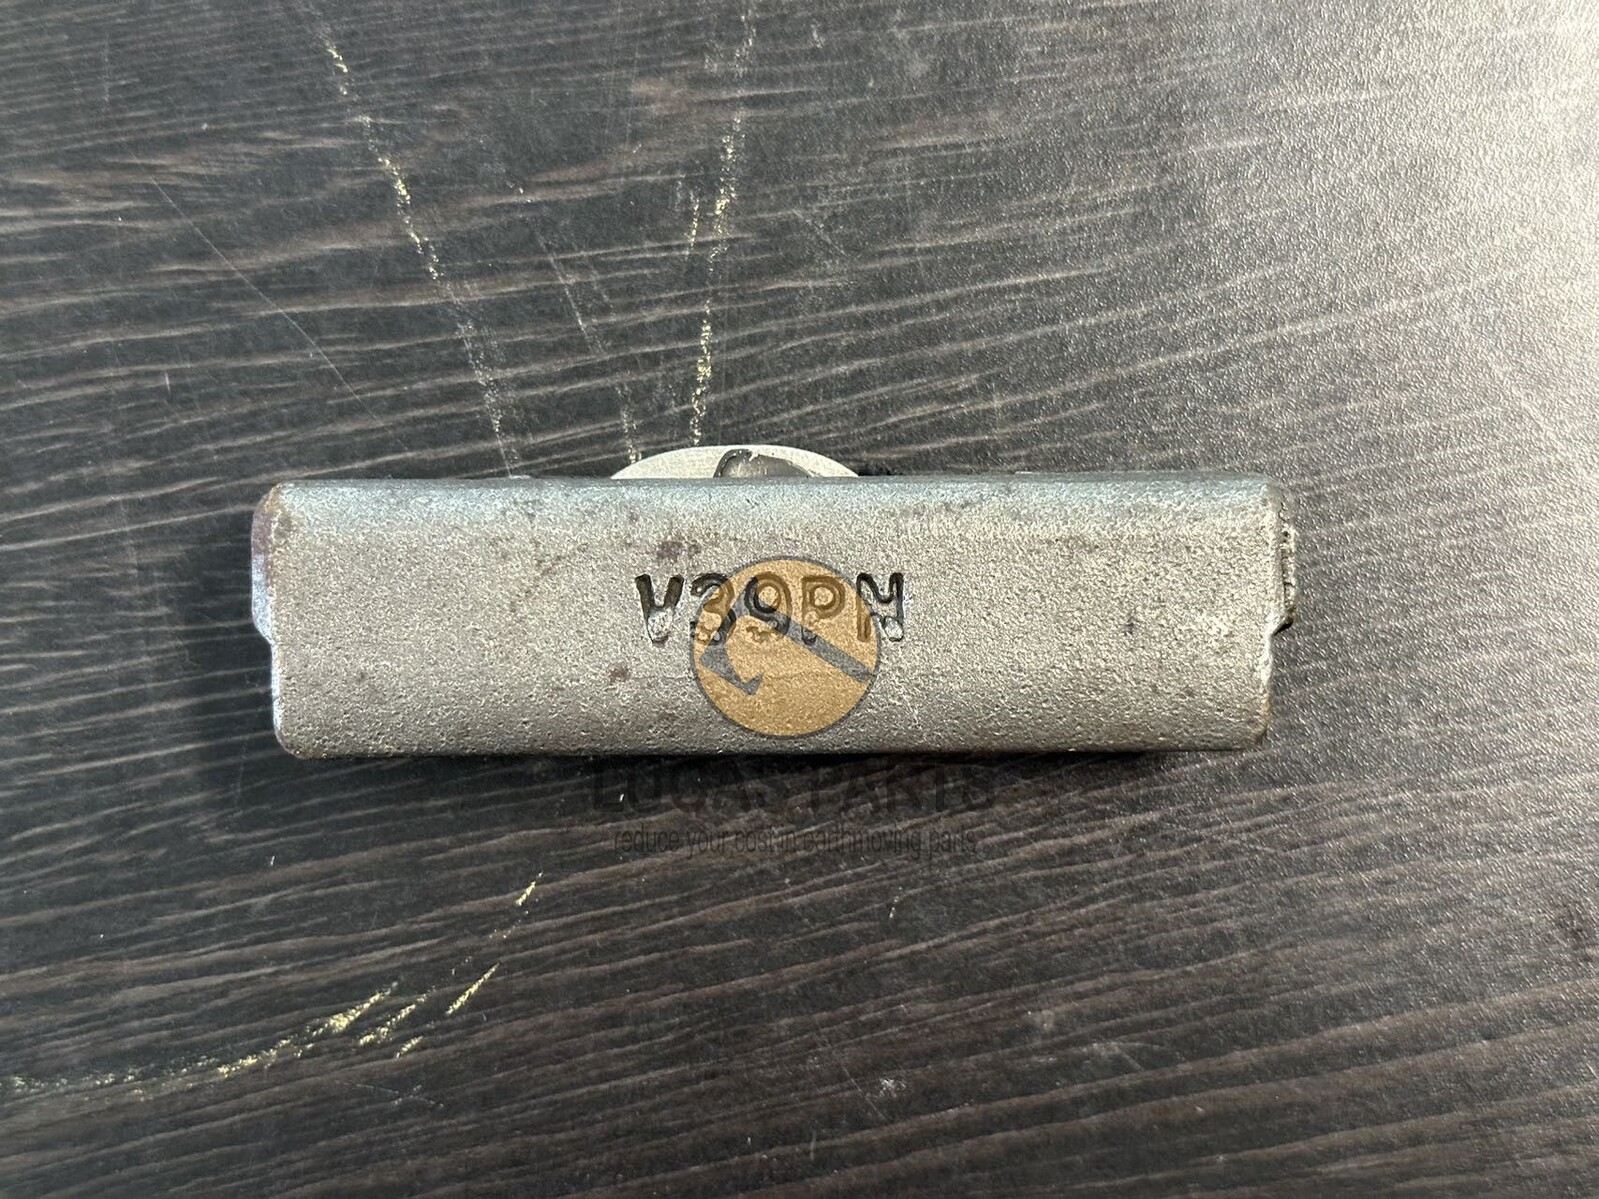 V39PN
LUCAS PARTS
reduce your cost in earthmoving parts